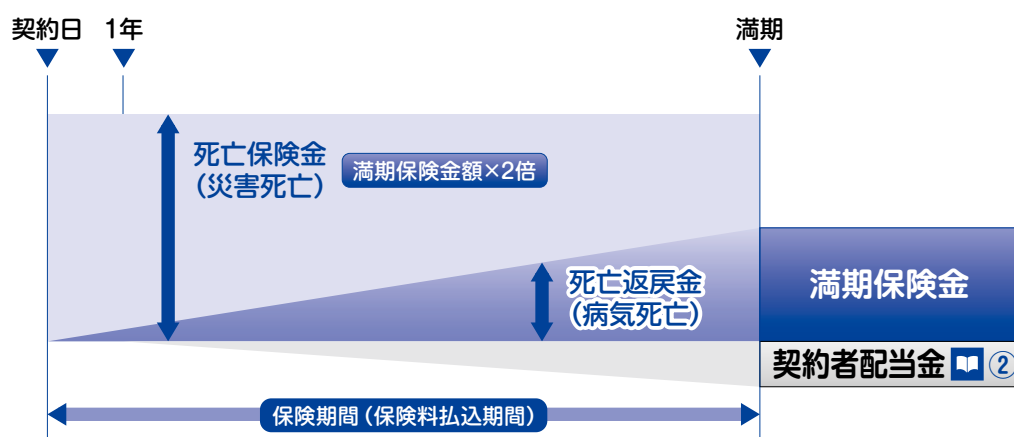 契約日 1年 満期
死亡保険金
(災害死亡)
満期保険金額×2倍
死亡返戻金
(病気死亡)
満期保険金
契約者配当金 ②
保険期間(保険料払込期間)